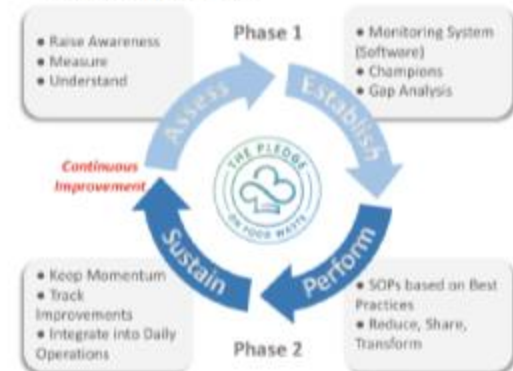 Phase 1
● Raise Awareness
● Measure
● Understand
● Monitoring System
(Software)
● Champions
● Gap Analysis
Assess
Establish
Continuous
Improvement
THE PLEDGE
ON FOOD WASTE
Sustain
Perform
● Keep Momentum
● Track
Improvements
● Integrate into Daily
Operations
● SOPs based on Best
Practices
● Reduce, Share,
Transform
Phase 2